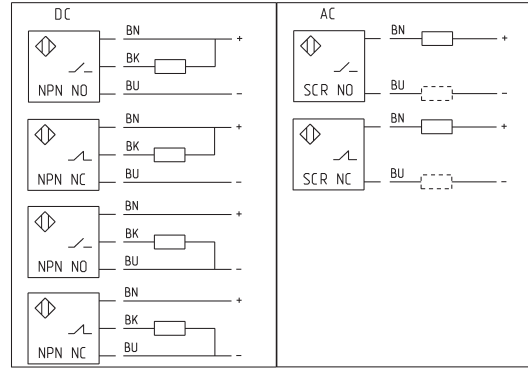 DC
BN
+
BK
NPN NO
BU
-
BN
+
BK
NPN NC
BU
-
BN
+
BK
NPN NO
BU
-
BN
+
BK
NPN NC
BU
-
AC
BN
+
SCR NO
BU
-
BN
+
SCR NC
BU
-